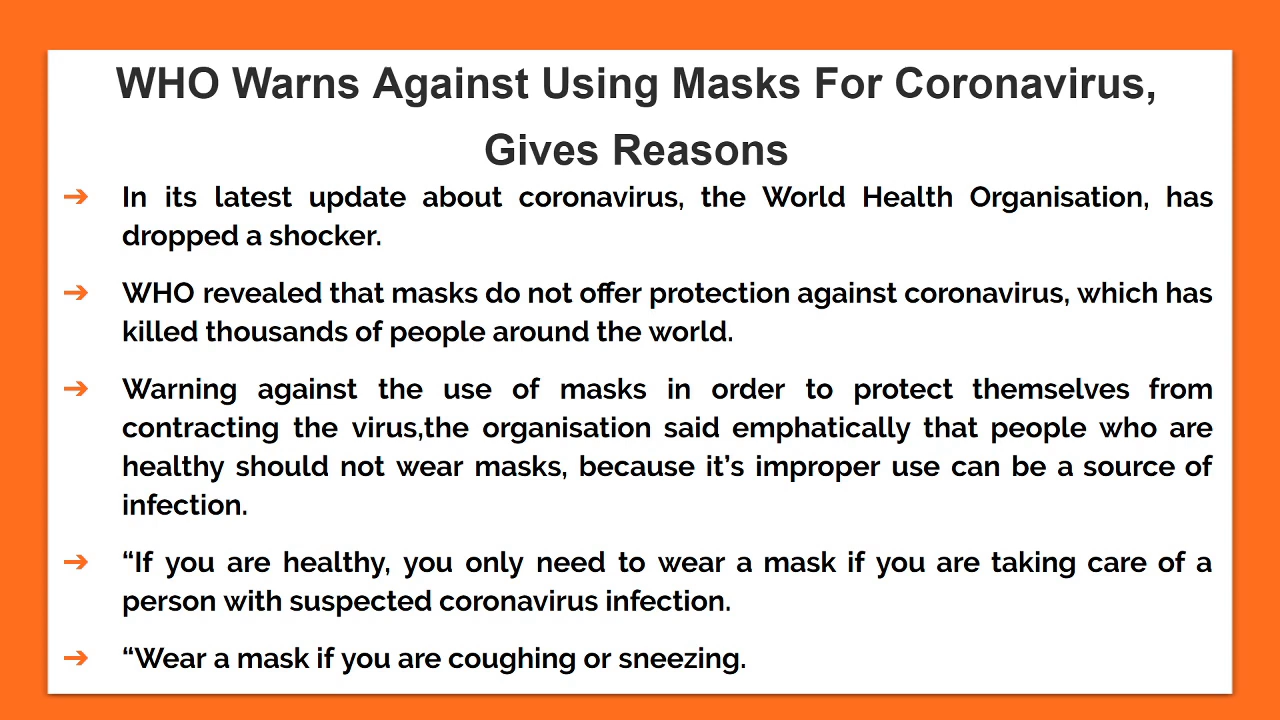 WHO Warns Against Using Masks For Coronavirus,
Gives Reasons
➔ In its latest update about coronavirus, the World Health Organisation, has
dropped a shocker.
➔ WHO revealed that masks do not offer protection against coronavirus, which has
killed thousands of people around the world.
➔ Warning against the use of masks in order to protect themselves from
contracting the virus,the organisation said emphatically that people who are
healthy should not wear masks, because it’s improper use can be a source of
infection.
➔ “If you are healthy, you only need to wear a mask if you are taking care of a
person with suspected coronavirus infection.
➔ “Wear a mask if you are coughing or sneezing.